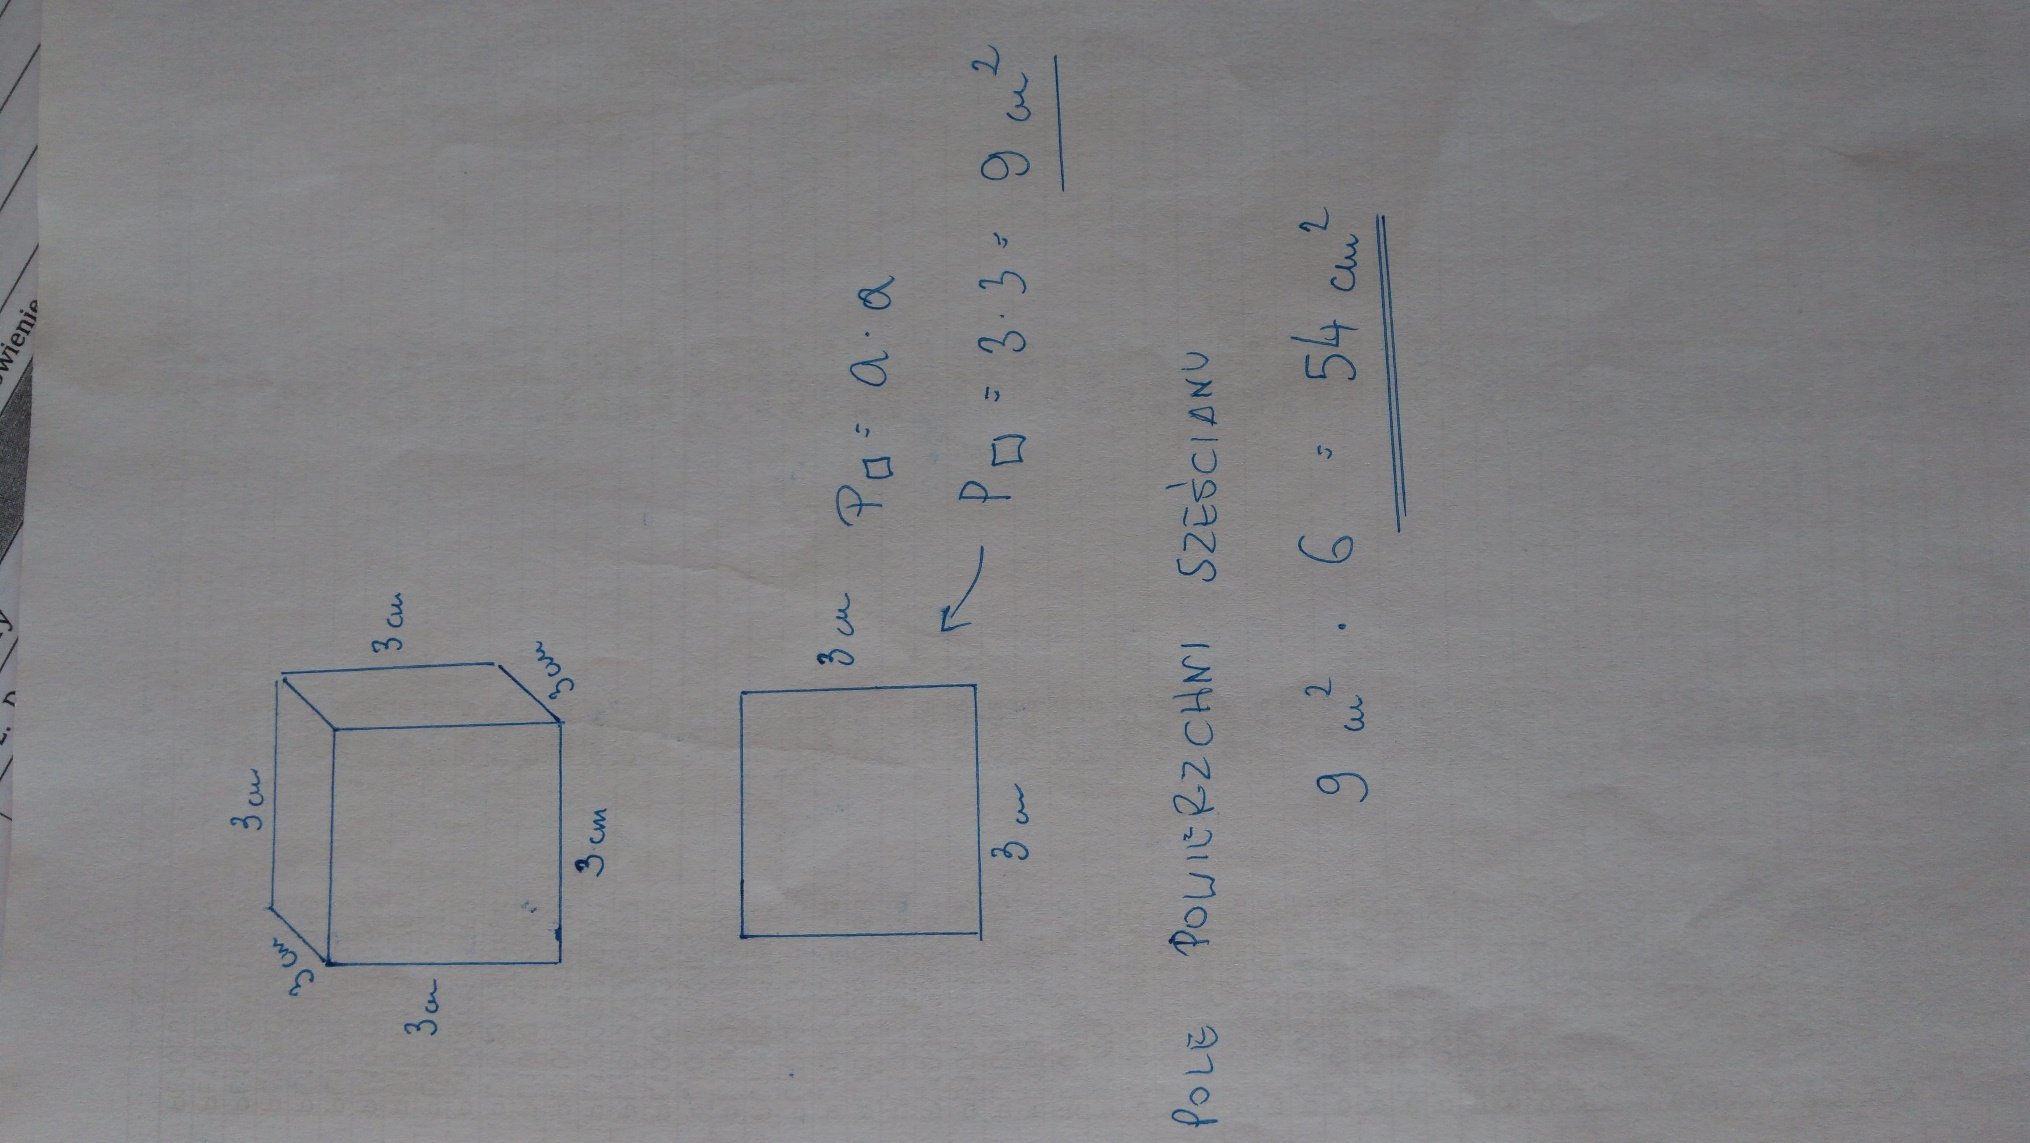 3 cm
3 cm
3 cm
3 cm
3 cm
3 cm
3 cm
P□ = a · a
3 cm
P□ = 3 · 3 = 9 cm²
POLE POWIERZCHNI SZEŚCIANU
9 cm² · 6 = 54 cm²
wienie